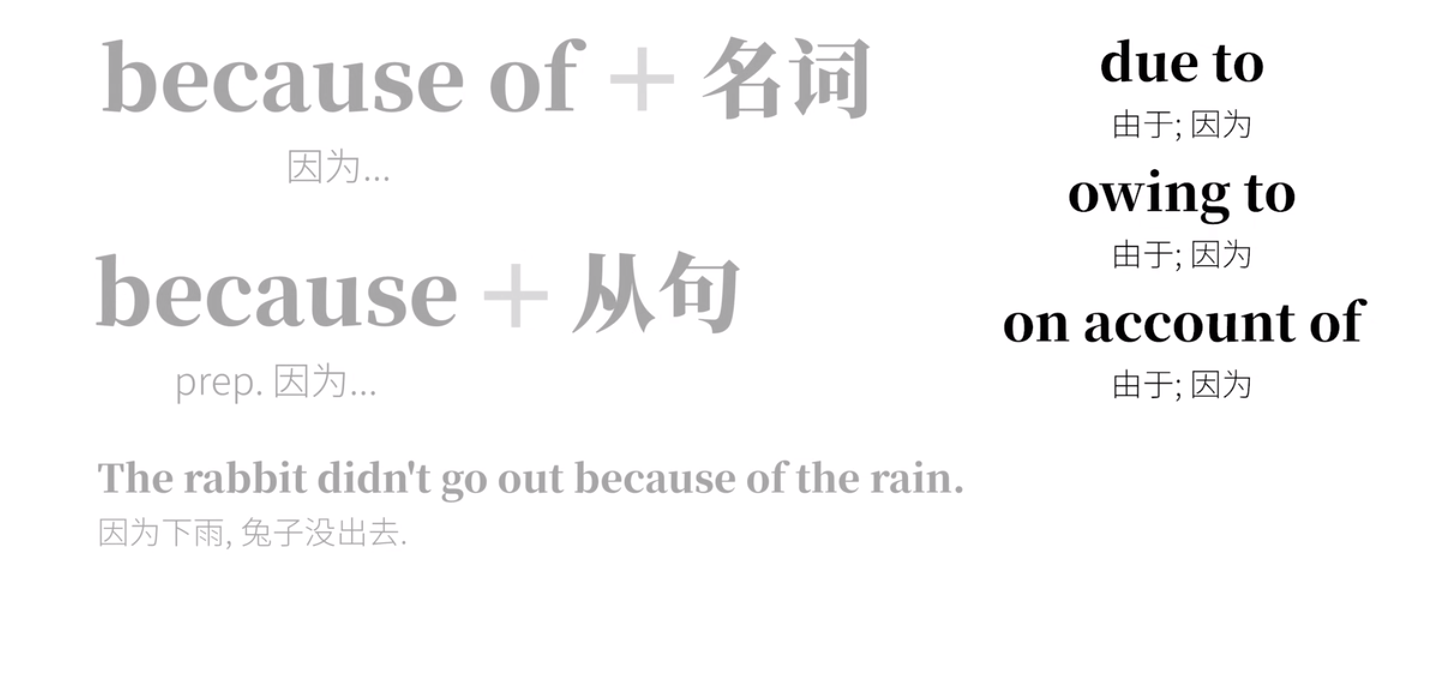 because of + 名词
因为...
because + 从句
prep. 因为...
The rabbit didn't go out because of the rain.
因为下雨, 兔子没出去.
due to
由于; 因为
owing to
由于; 因为
on account of
由于; 因为